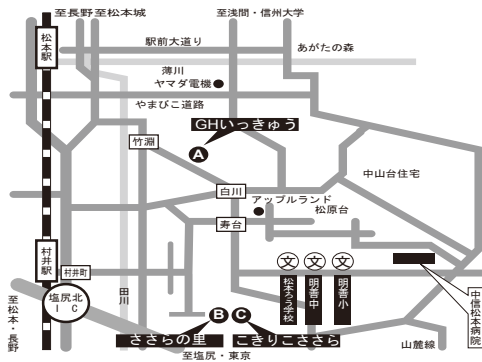 至長野
至松本城
至浅間・信州大学
松本駅
駅前大通り
あがたの森
薄川
ヤマダ電機
やまびこ道路
GHいっきゅう
竹淵
A
中山台住宅
白川
アップルランド
松原台
寿台
村井駅
村井町
文
文
文
松本ろう学校
明善中
明善小
中信松本病院
塩尻北
IC
田川
至松本・長野
B
C
ささらの里
こきりこささら
山麓線
至塩尻・東京